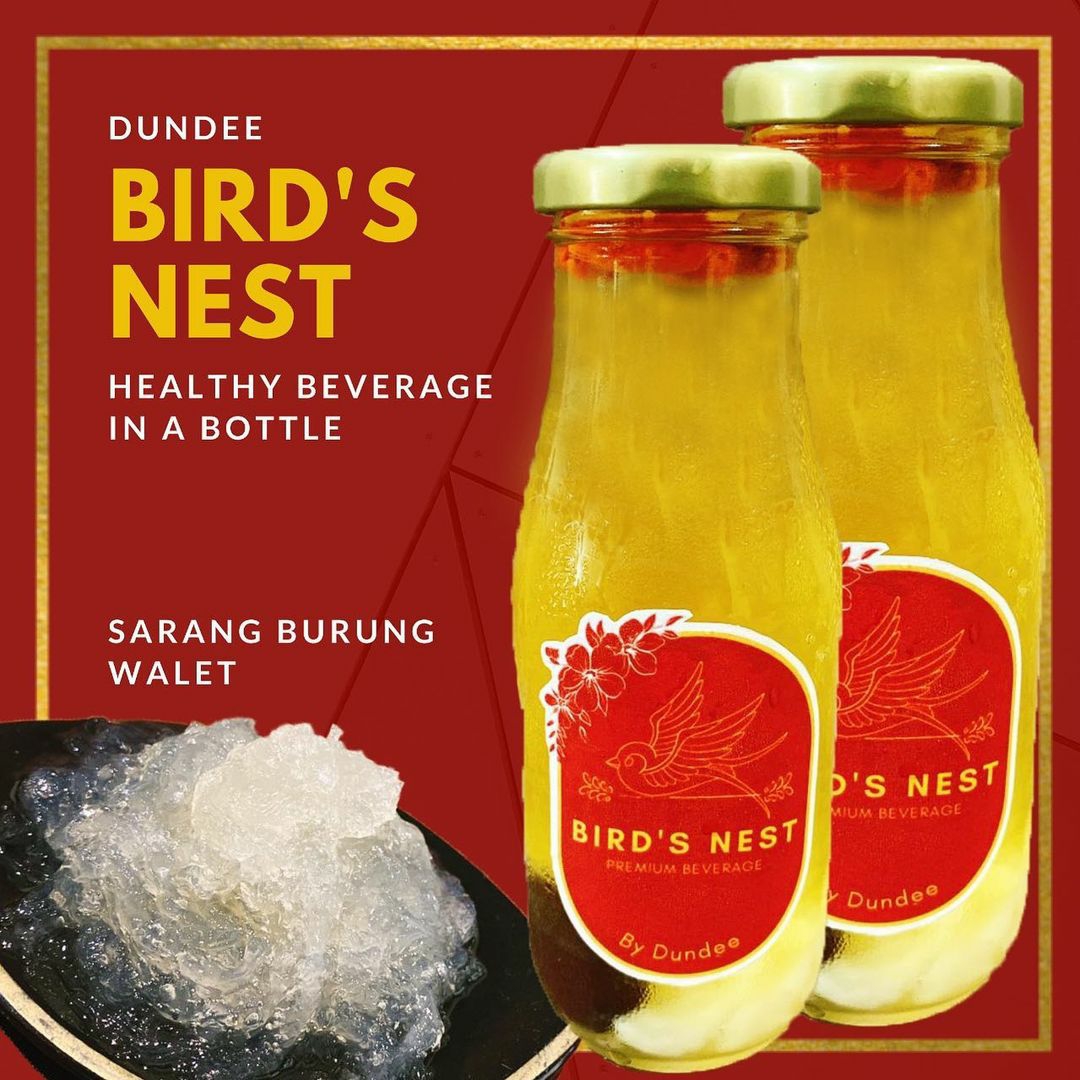 DUNDEE
BIRD'S
NEST
HEALTHY BEVERAGE
IN A BOTTLE
SARANG BURUNG
WALET
BIRD'S NEST
PREMIUM BEVERAGE
By Dundee
D'S NEST
MIUM BEVERAGE
y Dundee